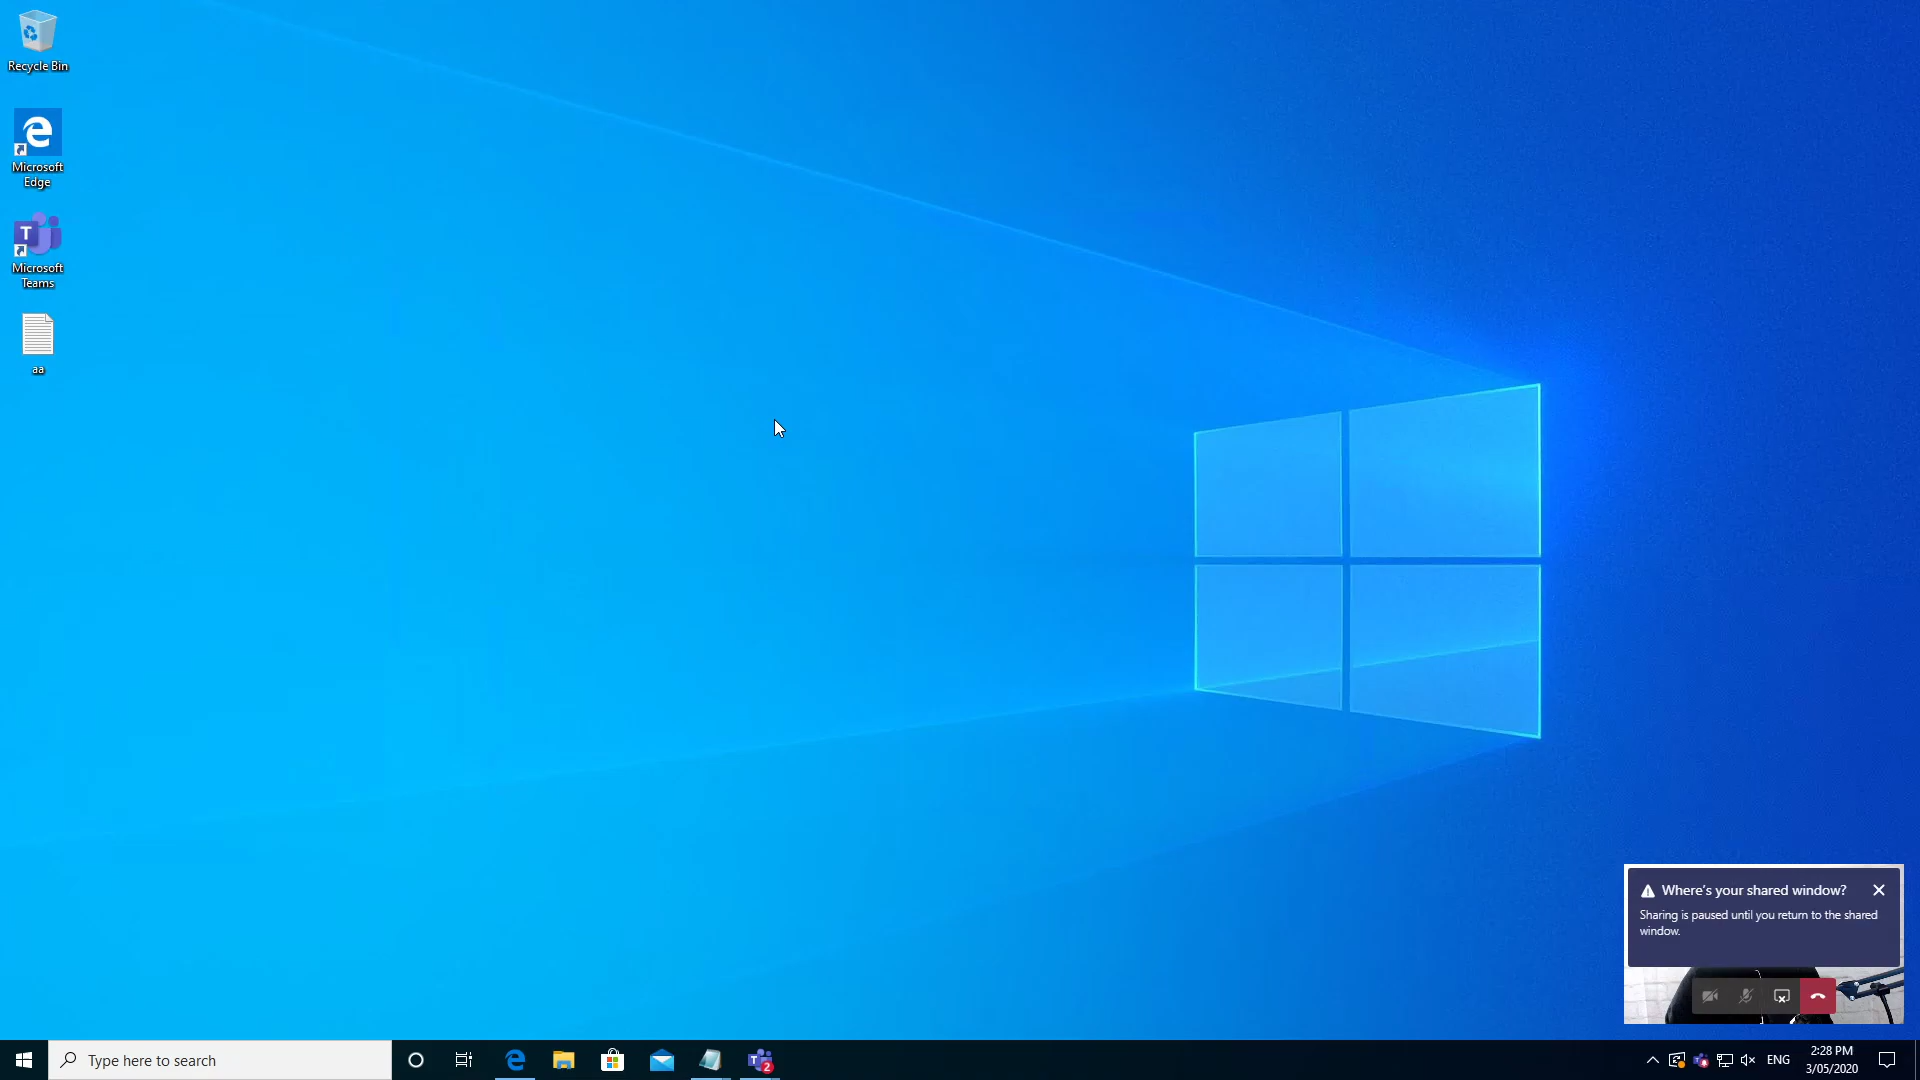 Recycle Bin
Microsoft
Edge
T
Microsoft
Teams
aa
Where's your shared window?
Sharing is paused until you return to the shared
window.
Type here to search
T
2
ENG
2:28 PM
3/05/2020